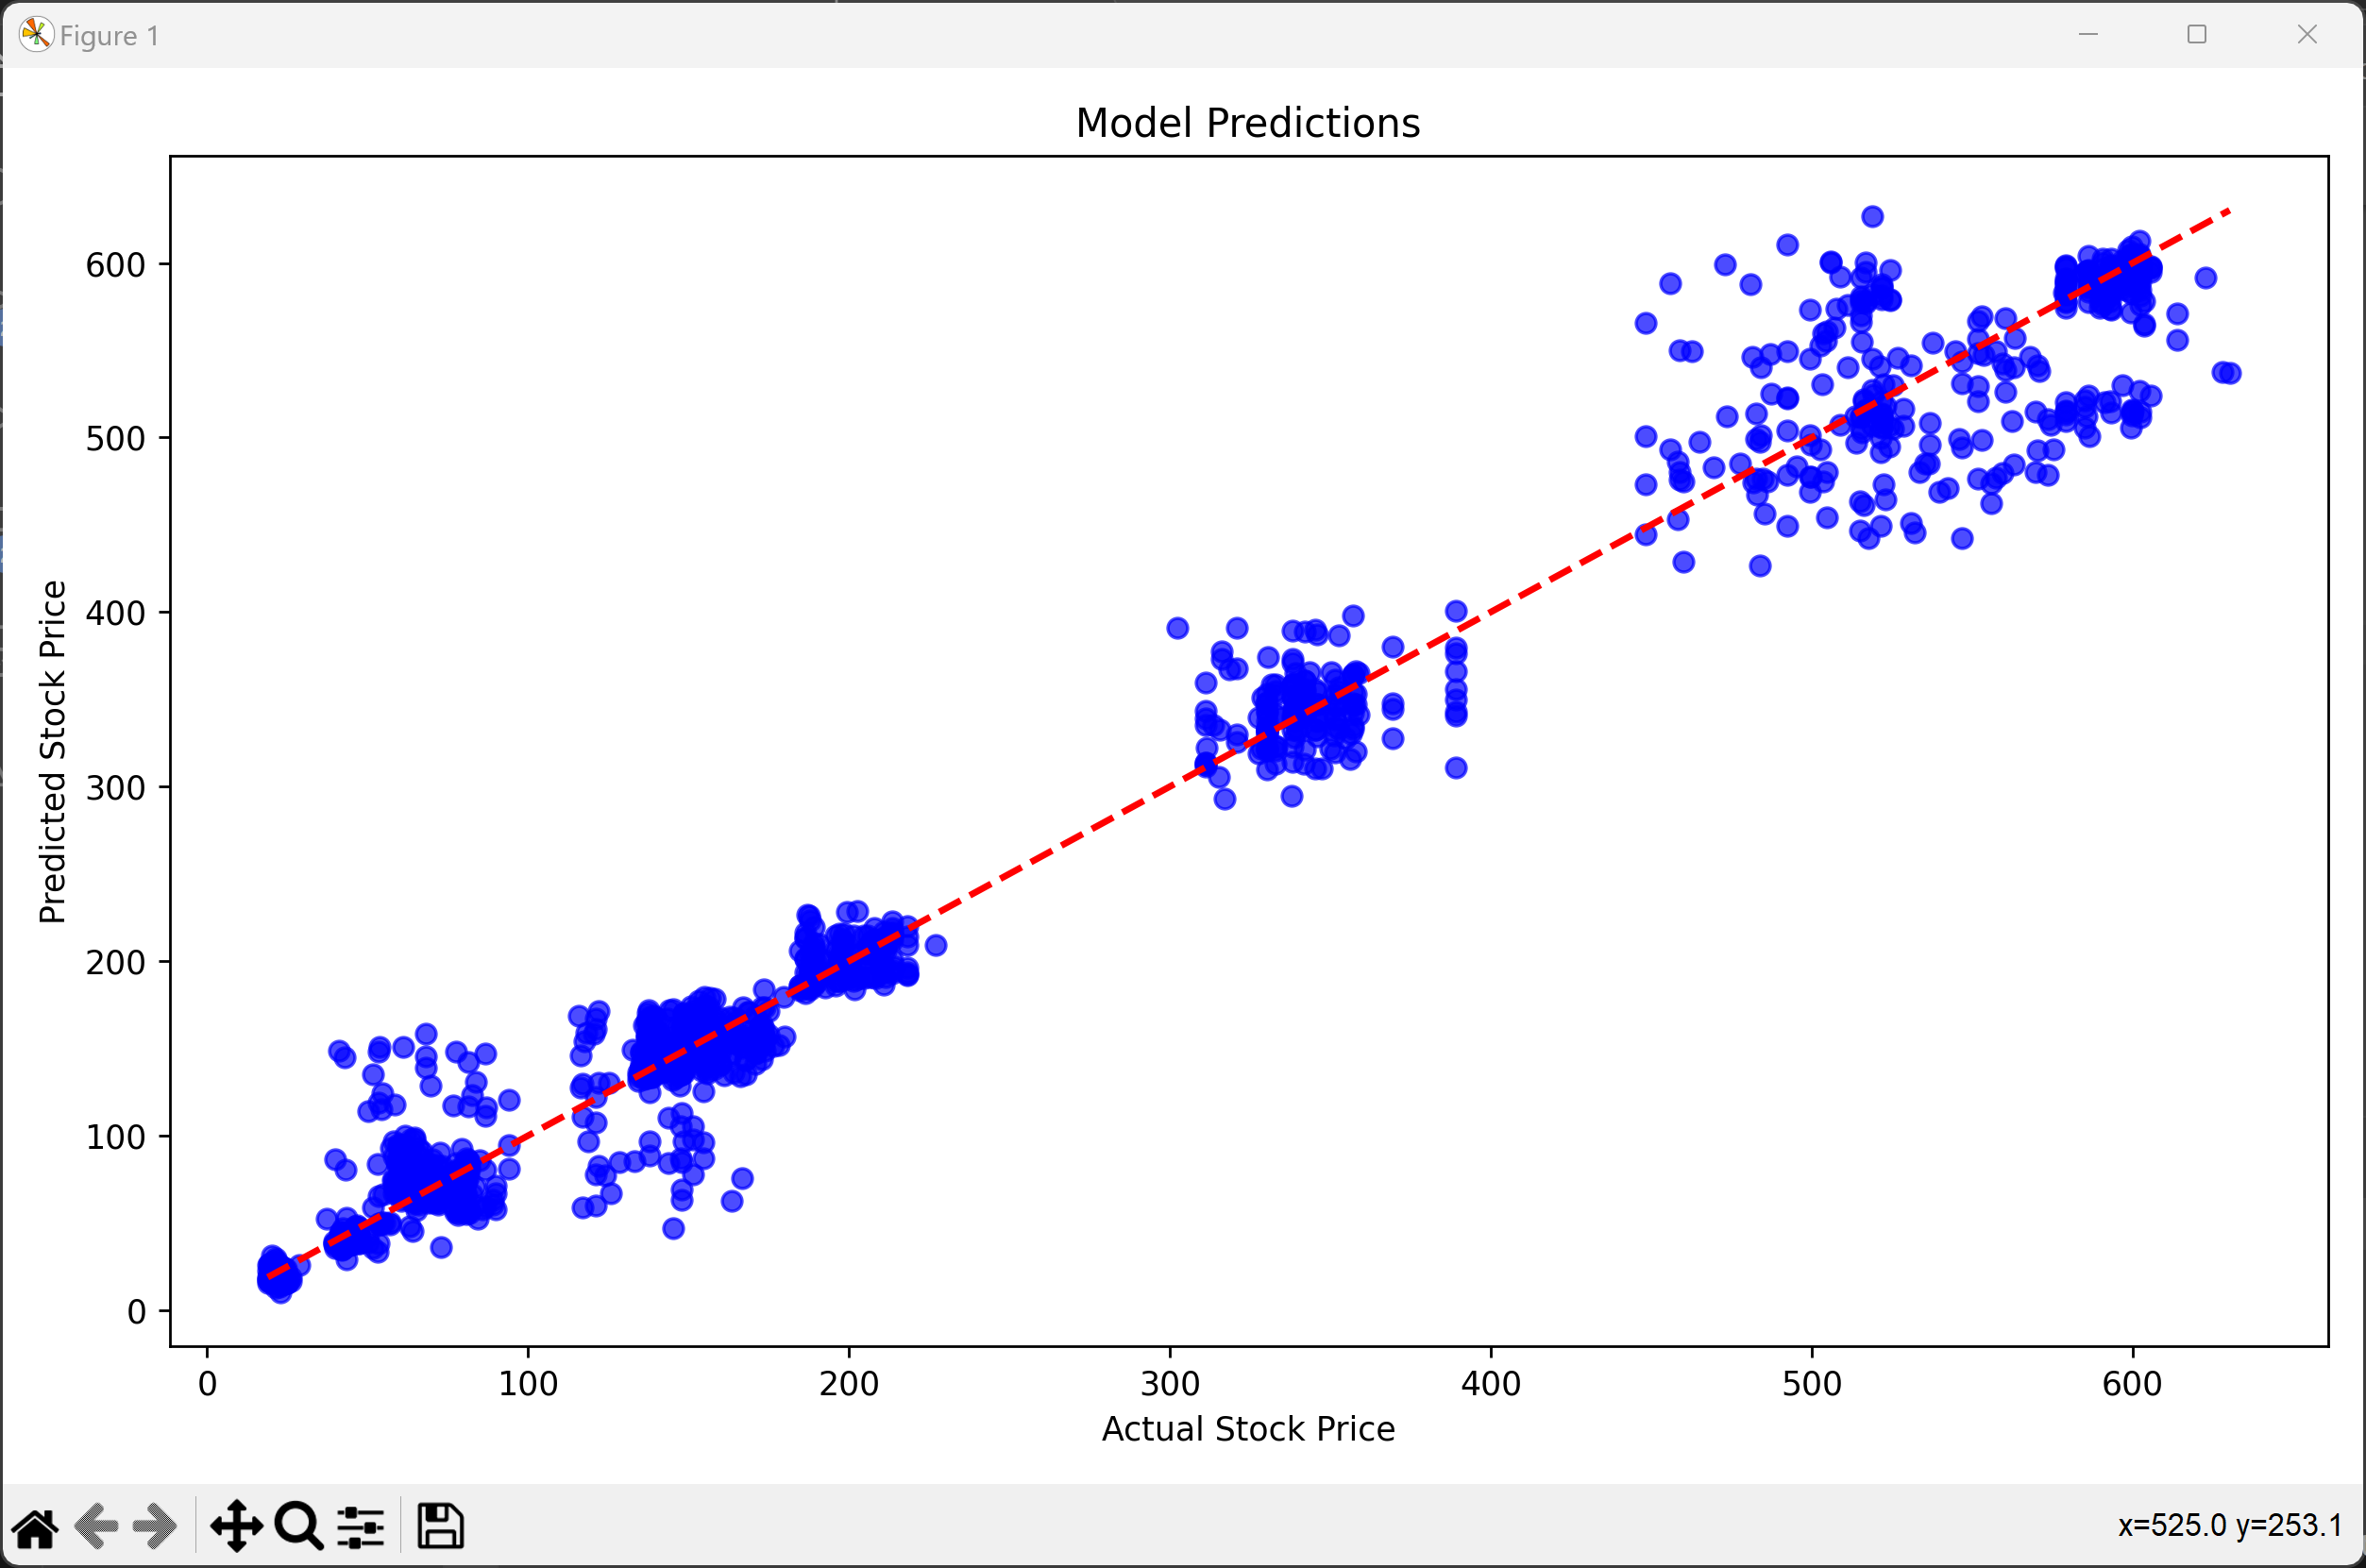 Figure 1
Model Predictions
Predicted Stock Price
600
500
400
300
200
100
0
0 100 200 300 400 500 600
Actual Stock Price
x=525.0 y=253.1